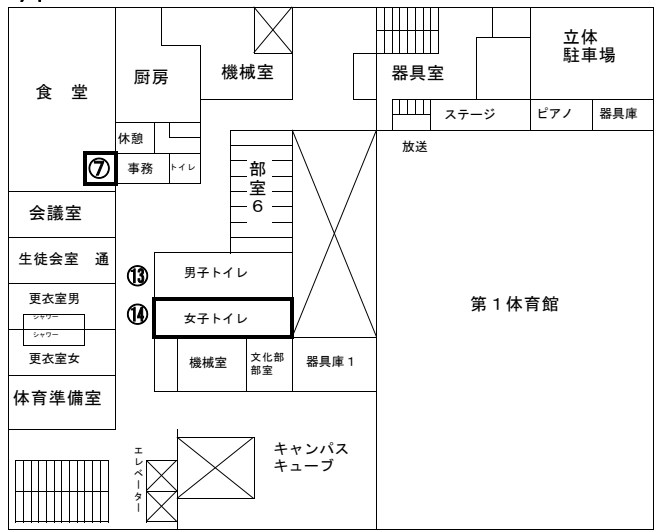 立体
駐車場
食　堂
厨房
機械室
器具室
ステージ
ピアノ
器具庫
休憩
放送
⑦
事務
トイレ
部室６
会議室
生徒会室　通
⑬
男子トイレ
更衣室男
シャワー
⑭
女子トイレ
第１体育館
シャワー
更衣室女
機械室
文化部
部室
器具庫１
体育準備室
エレベーター
キャンパス
キューブ